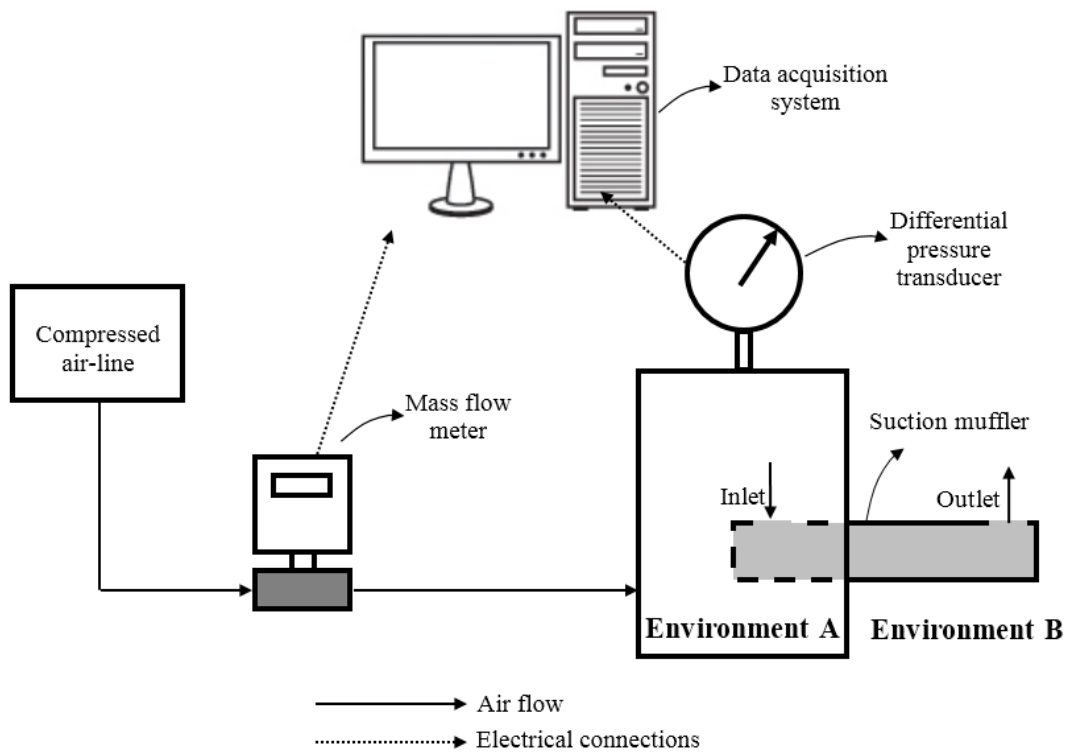 Data acquisition
system
Differential
pressure
transducer
Compressed
air-line
Mass flow
meter
Suction muffler
Inlet
Outlet
Environment A
Environment B
Air flow
Electrical connections